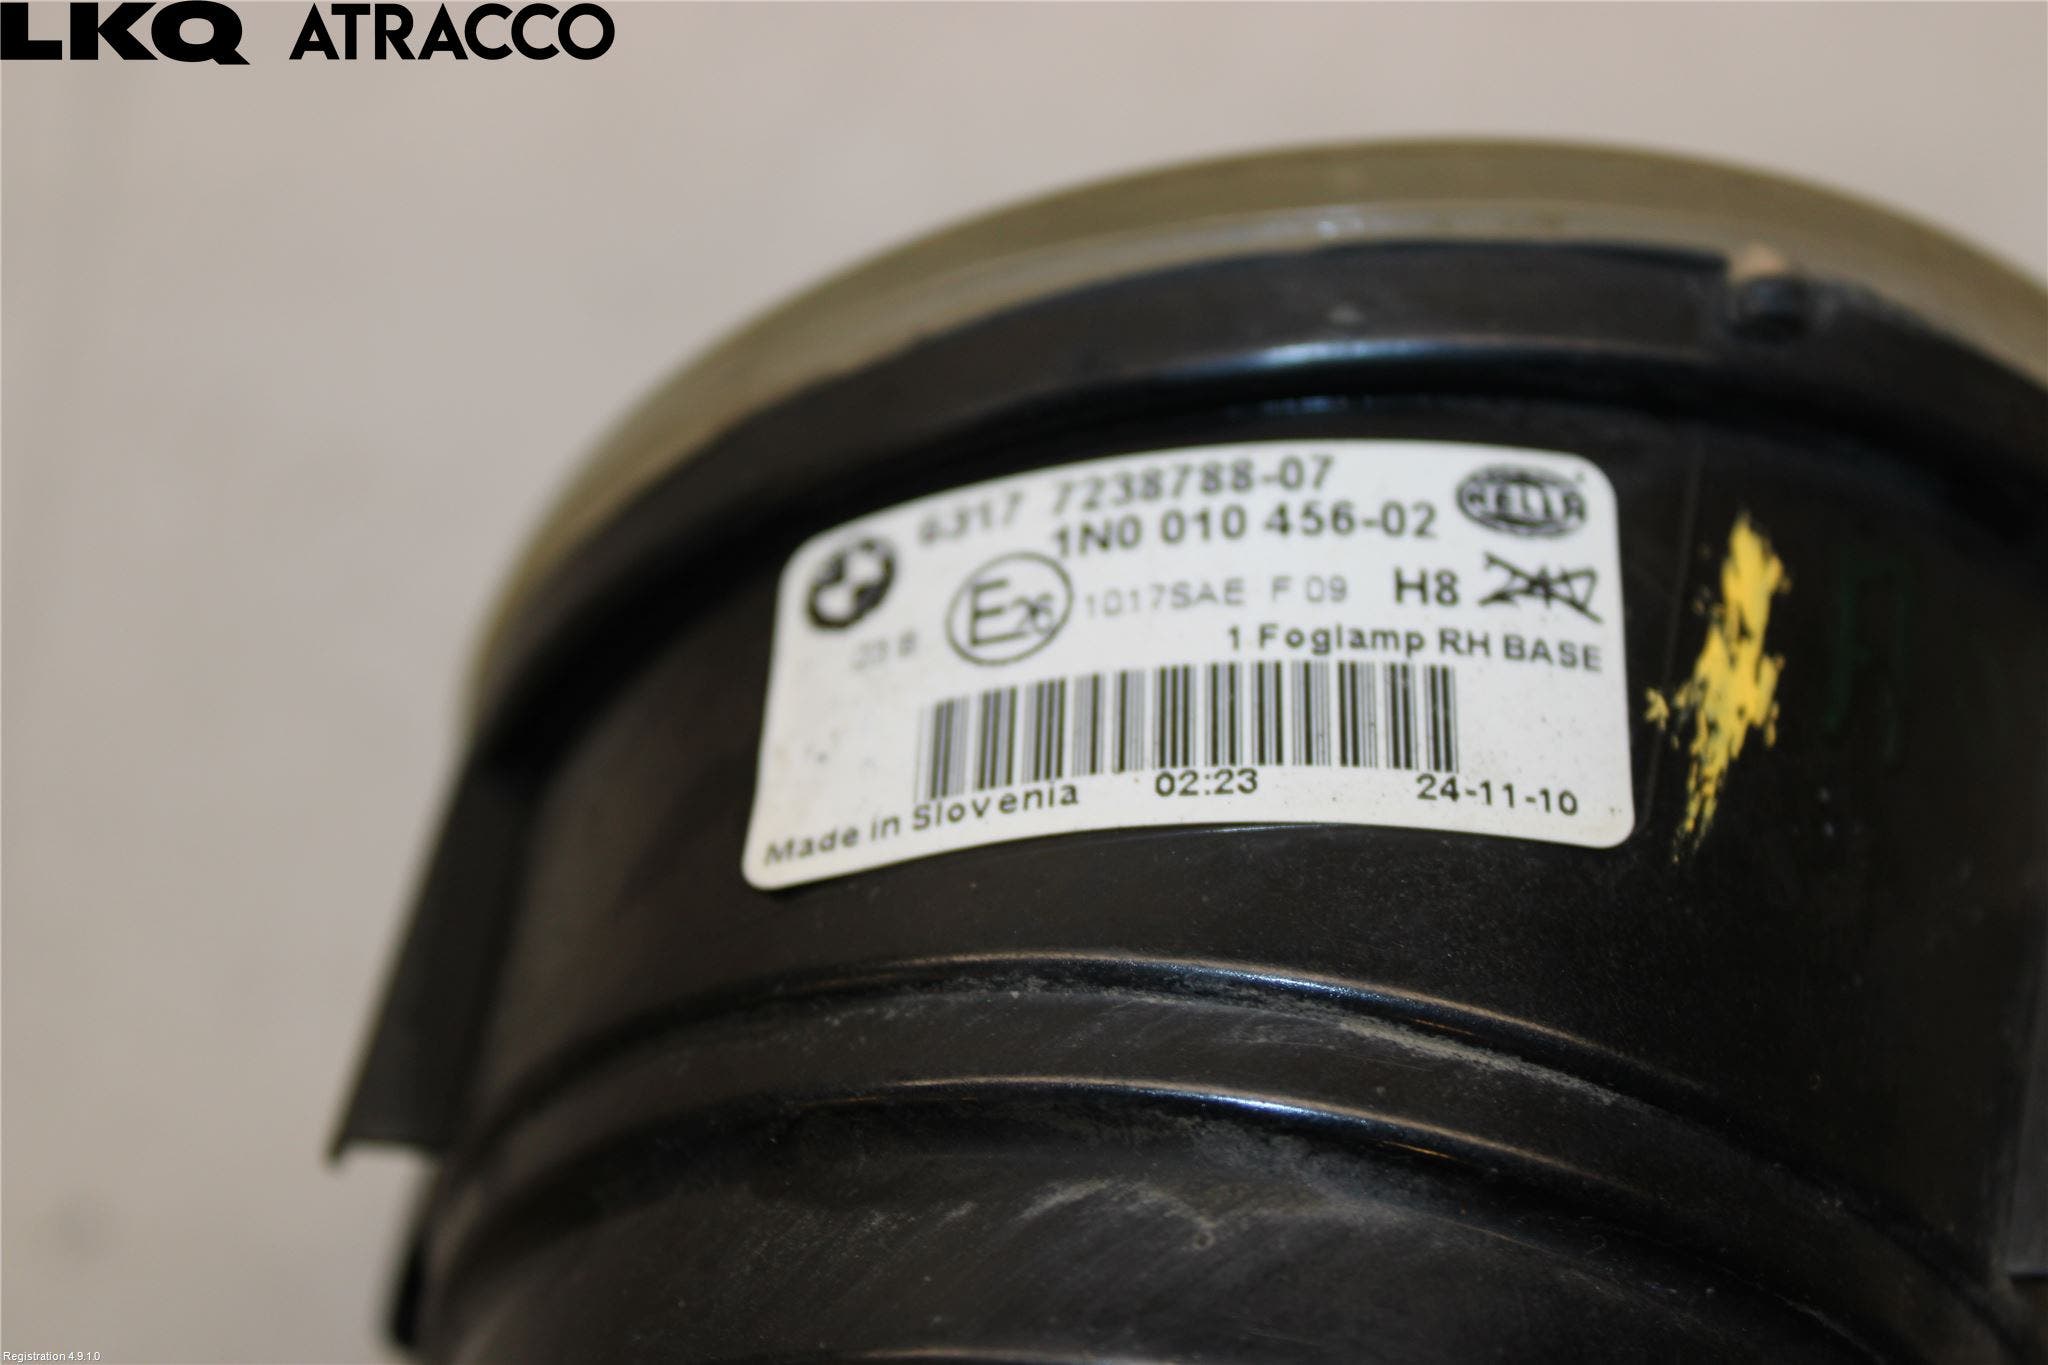 LKQ ATRACCO
6317 7238788-07
1N0 010 456-02
HELLA
E26 1017SAE F 09 H8
1 Foglamp RH BASE
Made in Slovenia 02:23 24-11-10
Registration 4.9.1.0